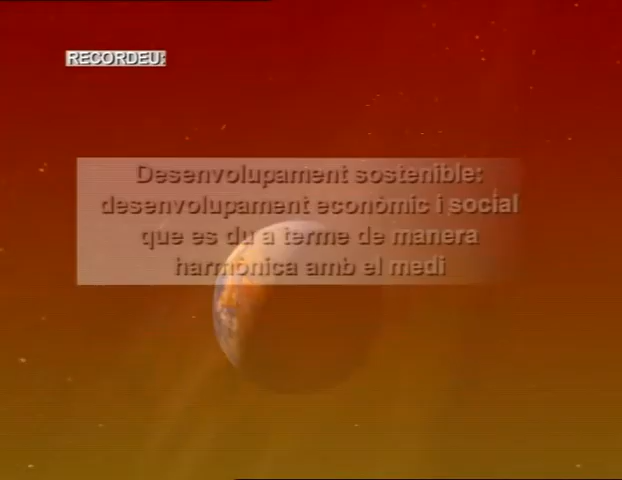 RECORDEU:
Desenvolupament sostenible:
desenvolupament econòmic i social
que es du a terme de manera
harmònica amb el medi